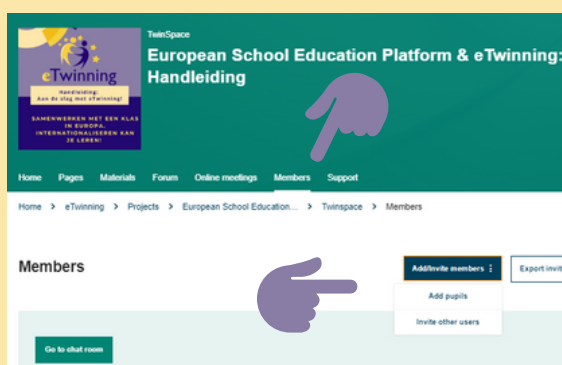 TwinSpace
European School Education Platform & eTwinning:
Handleiding
eTwinning
Handleiding:
Aan de slag met eTwinning!
SAMENWERKEN MET EEN KLAS
IN EUROPA.
INTERNATIONALISEREN KAN
JE LEREN!
Home Pages Materials Forum Online meetings Members Support
Home > eTwinning > Projects > European School Education... > Twinspace > Members
Members
Add/Invite members
Export invit
Add pupils
Invite other users
Go to chat room